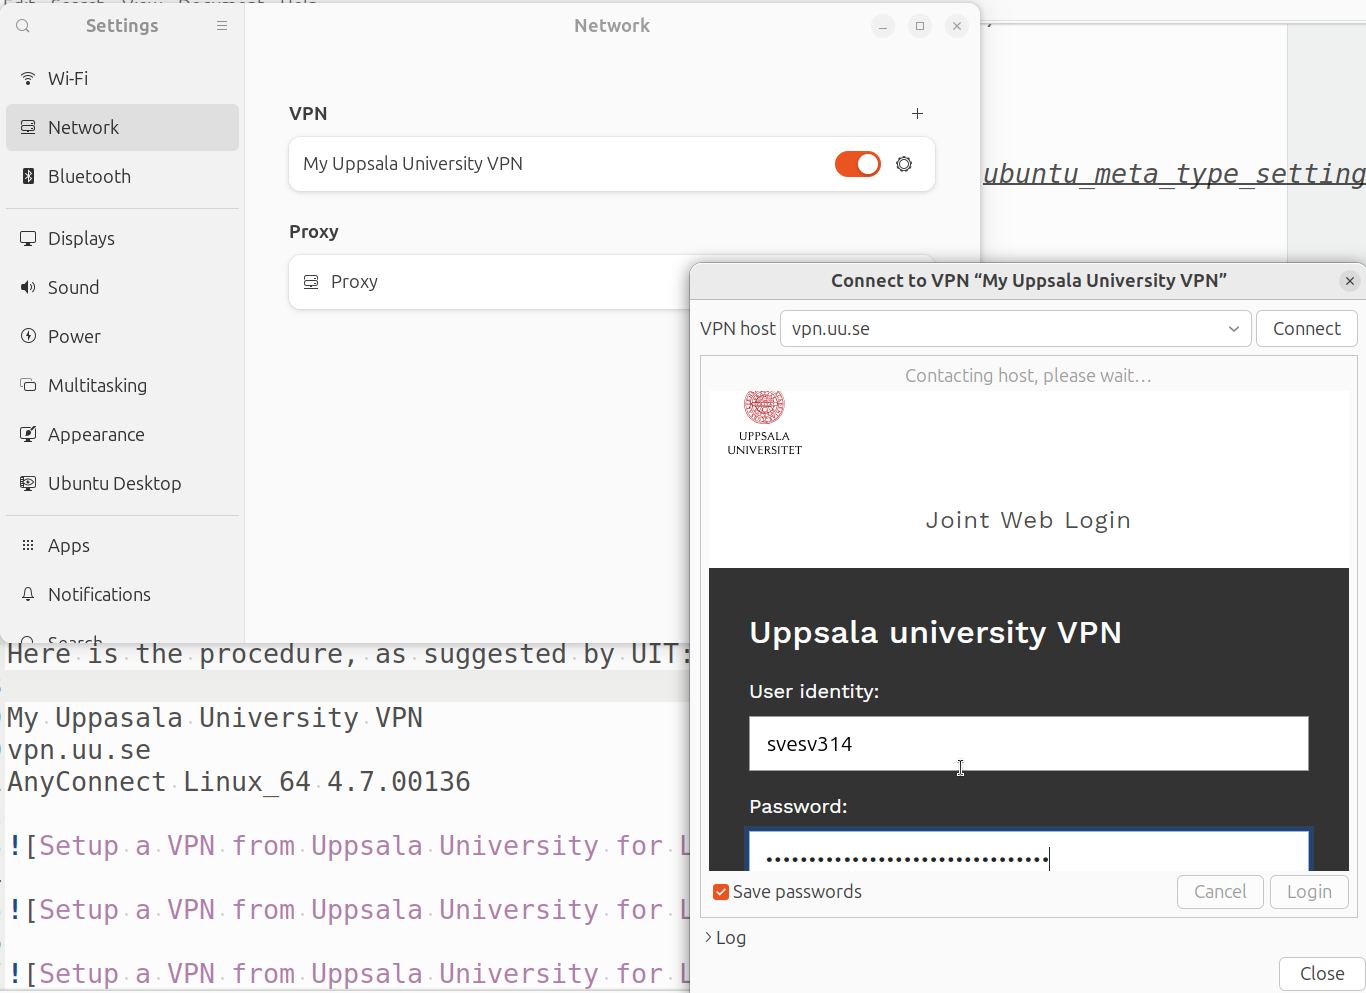 Edit Search View Document Help
Settings
Network
Wi-Fi
Network
Bluetooth
Displays
Sound
Power
Multitasking
Appearance
Ubuntu Desktop
Apps
Notifications
Search
VPN
My Uppsala University VPN
Proxy
Proxy
ubuntu_meta_type_setting
Connect to VPN “My Uppsala University VPN”
VPN host vpn.uu.se Connect
Contacting host, please wait…
UPPSALA
UNIVERSITET
Joint Web Login
Uppsala university VPN
User identity:
svesv314
Password:
Save passwords Cancel Login
Log
Close
Here is the procedure, as suggested by UIT:
My Uppasala University VPN
vpn.uu.se
AnyConnect Linux_64 4.7.00136
![Setup a VPN from Uppsala University for L
![Setup a VPN from Uppsala University for L
![Setup a VPN from Uppsala University for L